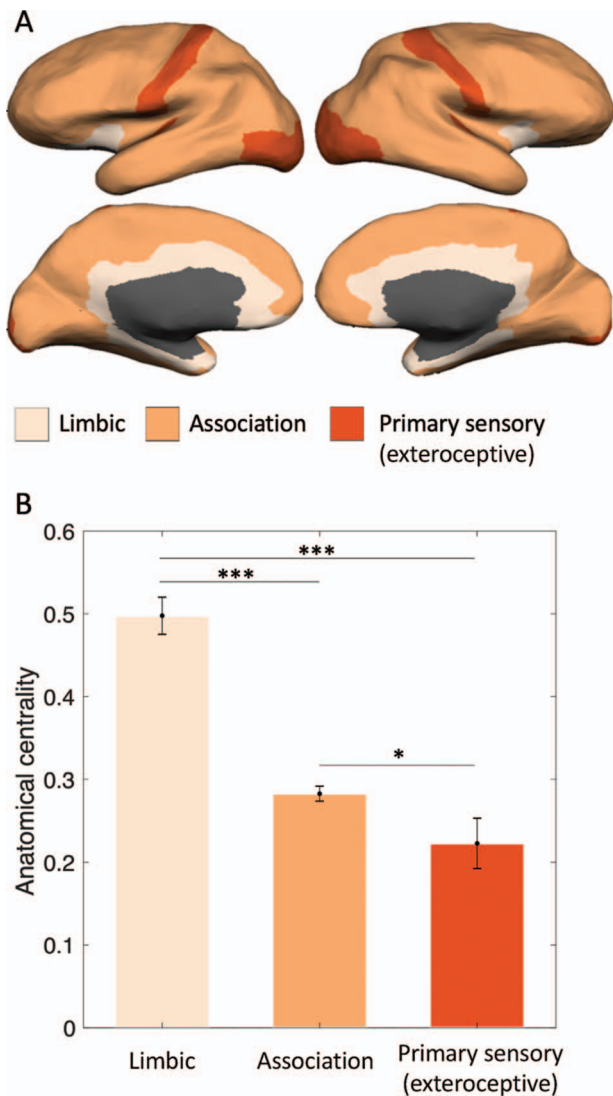 A
Limbic
Association
Primary sensory
(exteroceptive)
B
0.6
***
***
0.5
0.4
Anatomical centrality
0.3
*
0.2
0.1
0
Limbic
Association
Primary sensory
(exteroceptive)